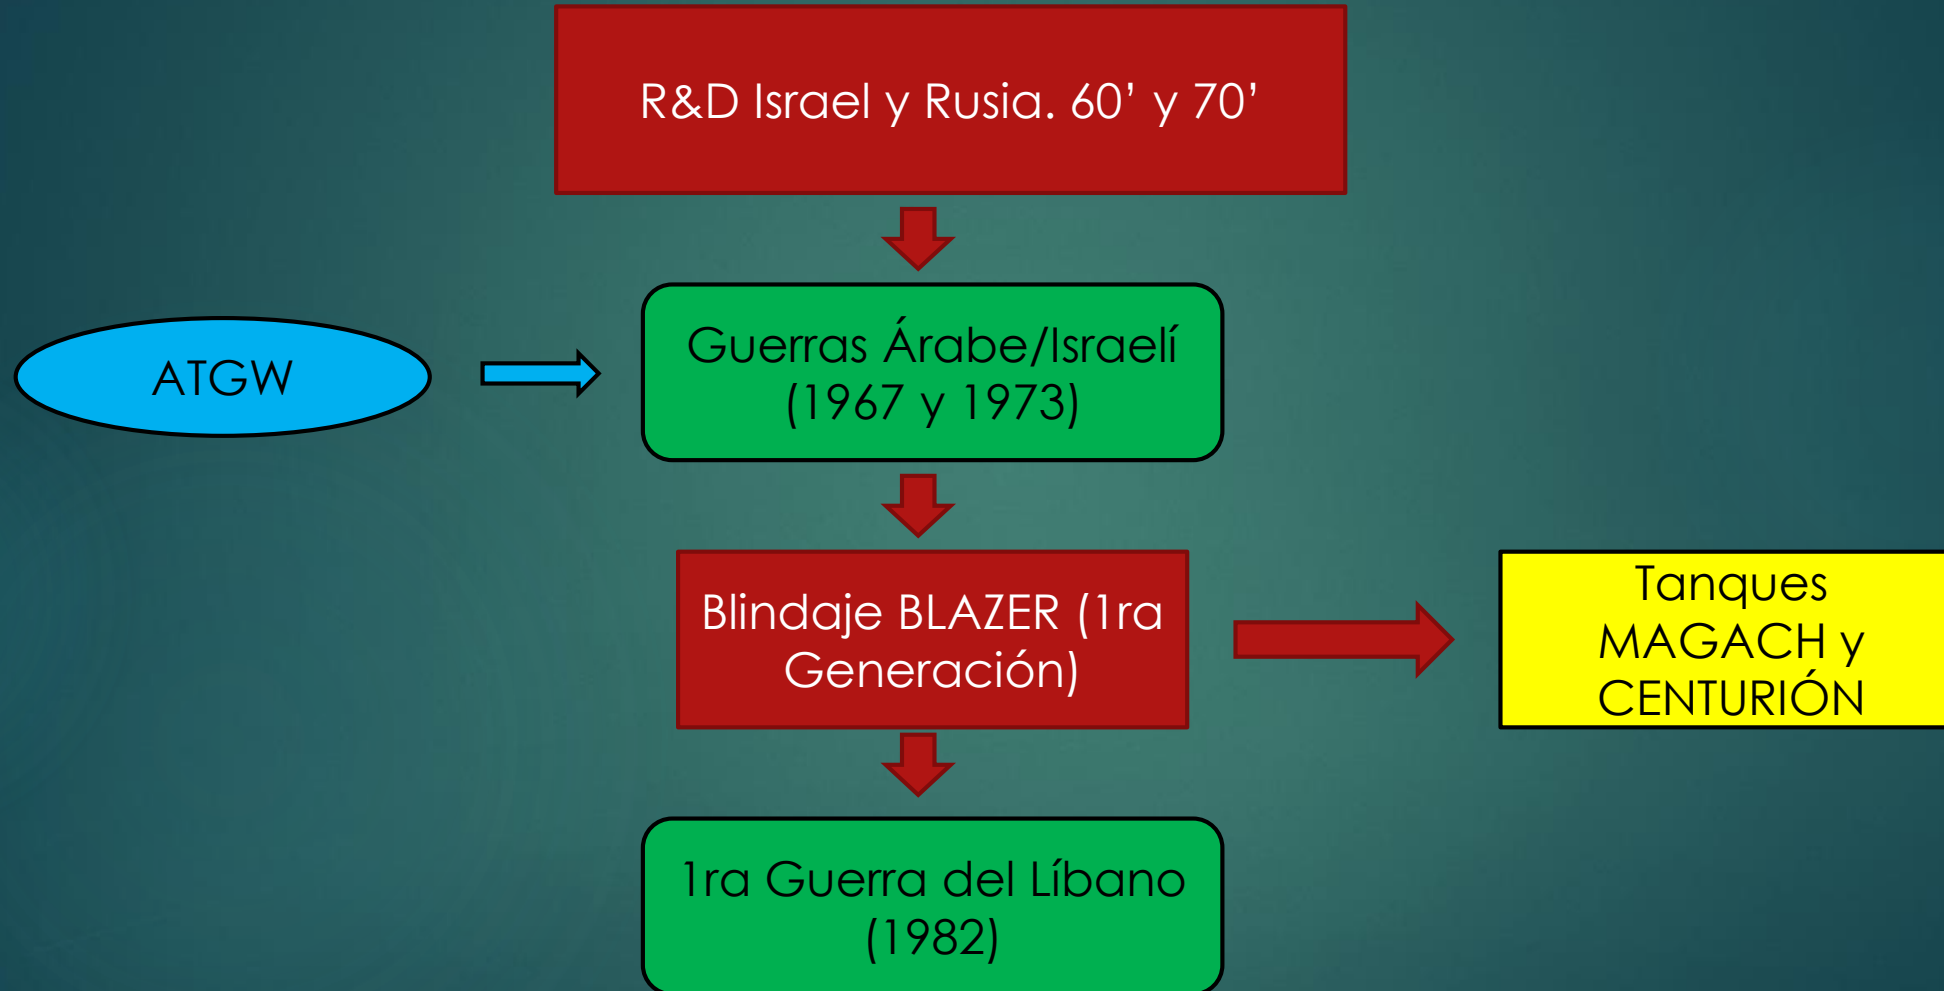 R&D Israel y Rusia. 60’ y 70’
ATGW
Guerras Árabe/Israelí
(1967 y 1973)
Blindaje BLAZER (1ra
Generación)
Tanques
MAGACH y
CENTURIÓN
1ra Guerra del Líbano
(1982)